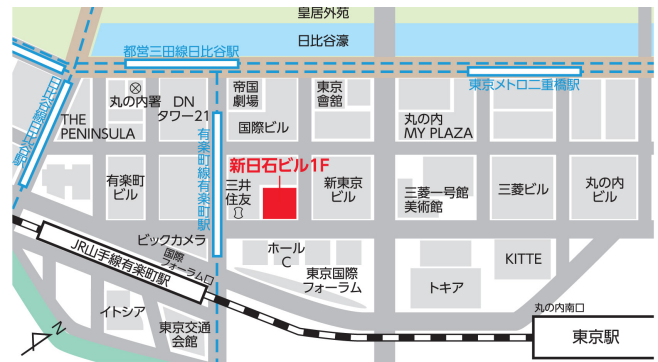 皇居外苑
日比谷濠
都営三田線日比谷駅
東京メトロ二重橋駅
日比谷線日比谷駅
丸の内署
DN
タワー21
帝国
劇場
東京
會館
THE
PENINSULA
国際ビル
丸の内
MY PLAZA
有楽町線有楽町駅
新日石ビル1F
有楽町
ビル
三井
住友
新東京
ビル
三菱一号館
美術館
三菱ビル
丸の内
ビル
ビックカメラ
国際
フォーラム口
JR山手線有楽町駅
ホール
C
東京国際
フォーラム
KITTE
トキア
イトシア
東京交通
会館
丸の内南口
東京駅
N